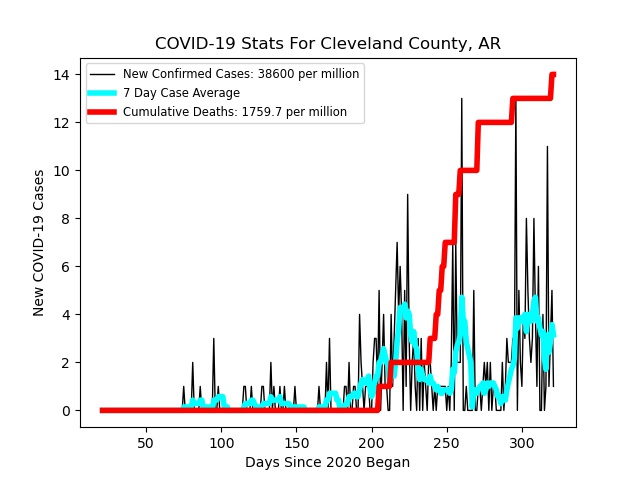 COVID-19 Stats For Cleveland County, AR
New Confirmed Cases: 38600 per million
7 Day Case Average
Cumulative Deaths: 1759.7 per million
New COVID-19 Cases
14
12
10
8
6
4
2
0
50 100 150 200 250 300
Days Since 2020 Began